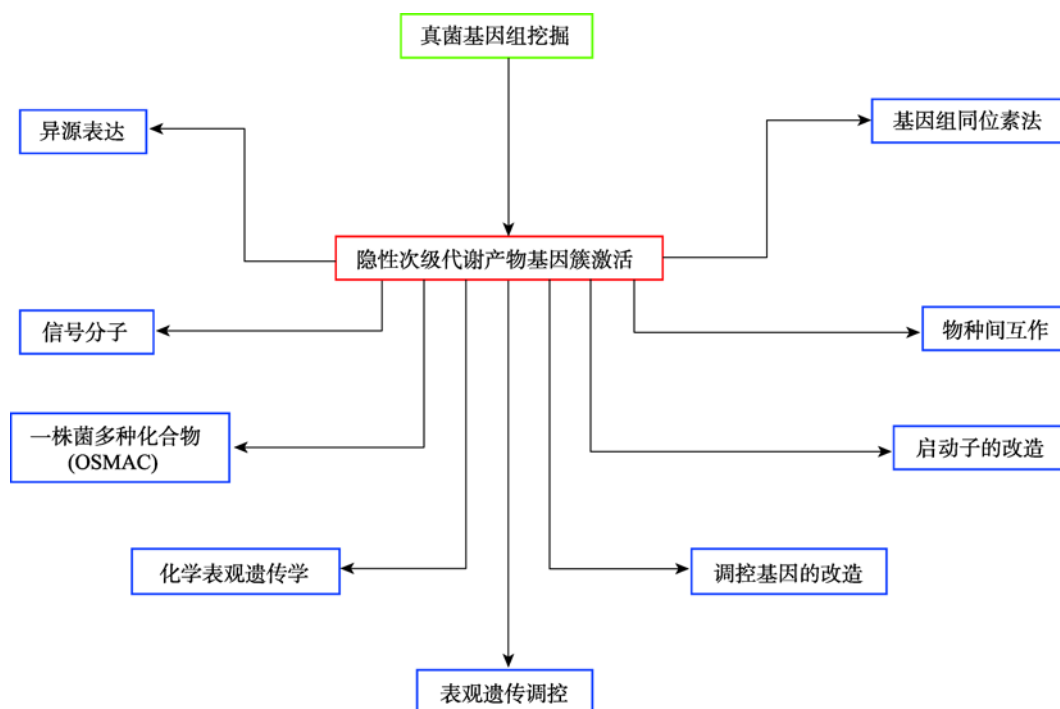 真菌基因组挖掘
异源表达
基因组同位素法
隐性次级代谢产物基因簇激活
信号分子
物种间互作
一株菌多种化合物
(OSMAC)
启动子的改造
化学表观遗传学
调控基因的改造
表观遗传调控